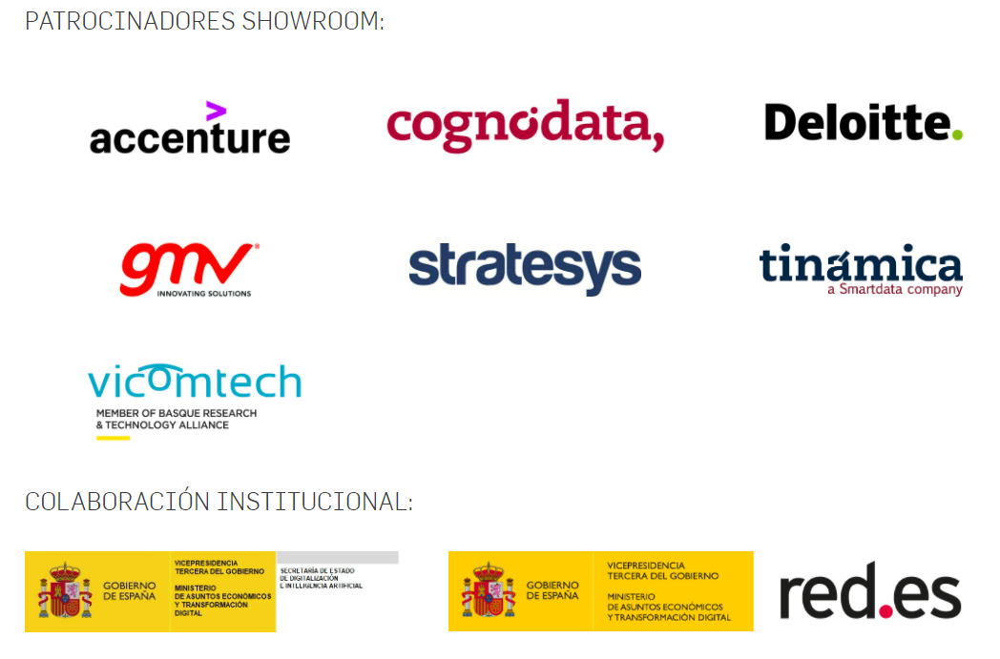 PATROCINADORES SHOWROOM:
accenture
cognodata,
Deloitte.
gmv®
INNOVATING SOLUTIONS
stratesys
tinámica
a Smartdata company
vicomtech
MEMBER OF BASQUE RESEARCH
& TECHNOLOGY ALLIANCE
COLABORACIÓN INSTITUCIONAL:
GOBIERNO
DE ESPAÑA
VICEPRESIDENCIA
TERCERA DEL GOBIERNO
MINISTERIO
DE ASUNTOS ECONÓMICOS
Y TRANSFORMACIÓN
DIGITAL
SECRETARÍA DE ESTADO
DE DIGITALIZACIÓN
E INTELIGENCIA ARTIFICIAL
GOBIERNO
DE ESPAÑA
VICEPRESIDENCIA
TERCERA DEL GOBIERNO
MINISTERIO
DE ASUNTOS ECONÓMICOS
Y TRANSFORMACIÓN DIGITAL
red.es